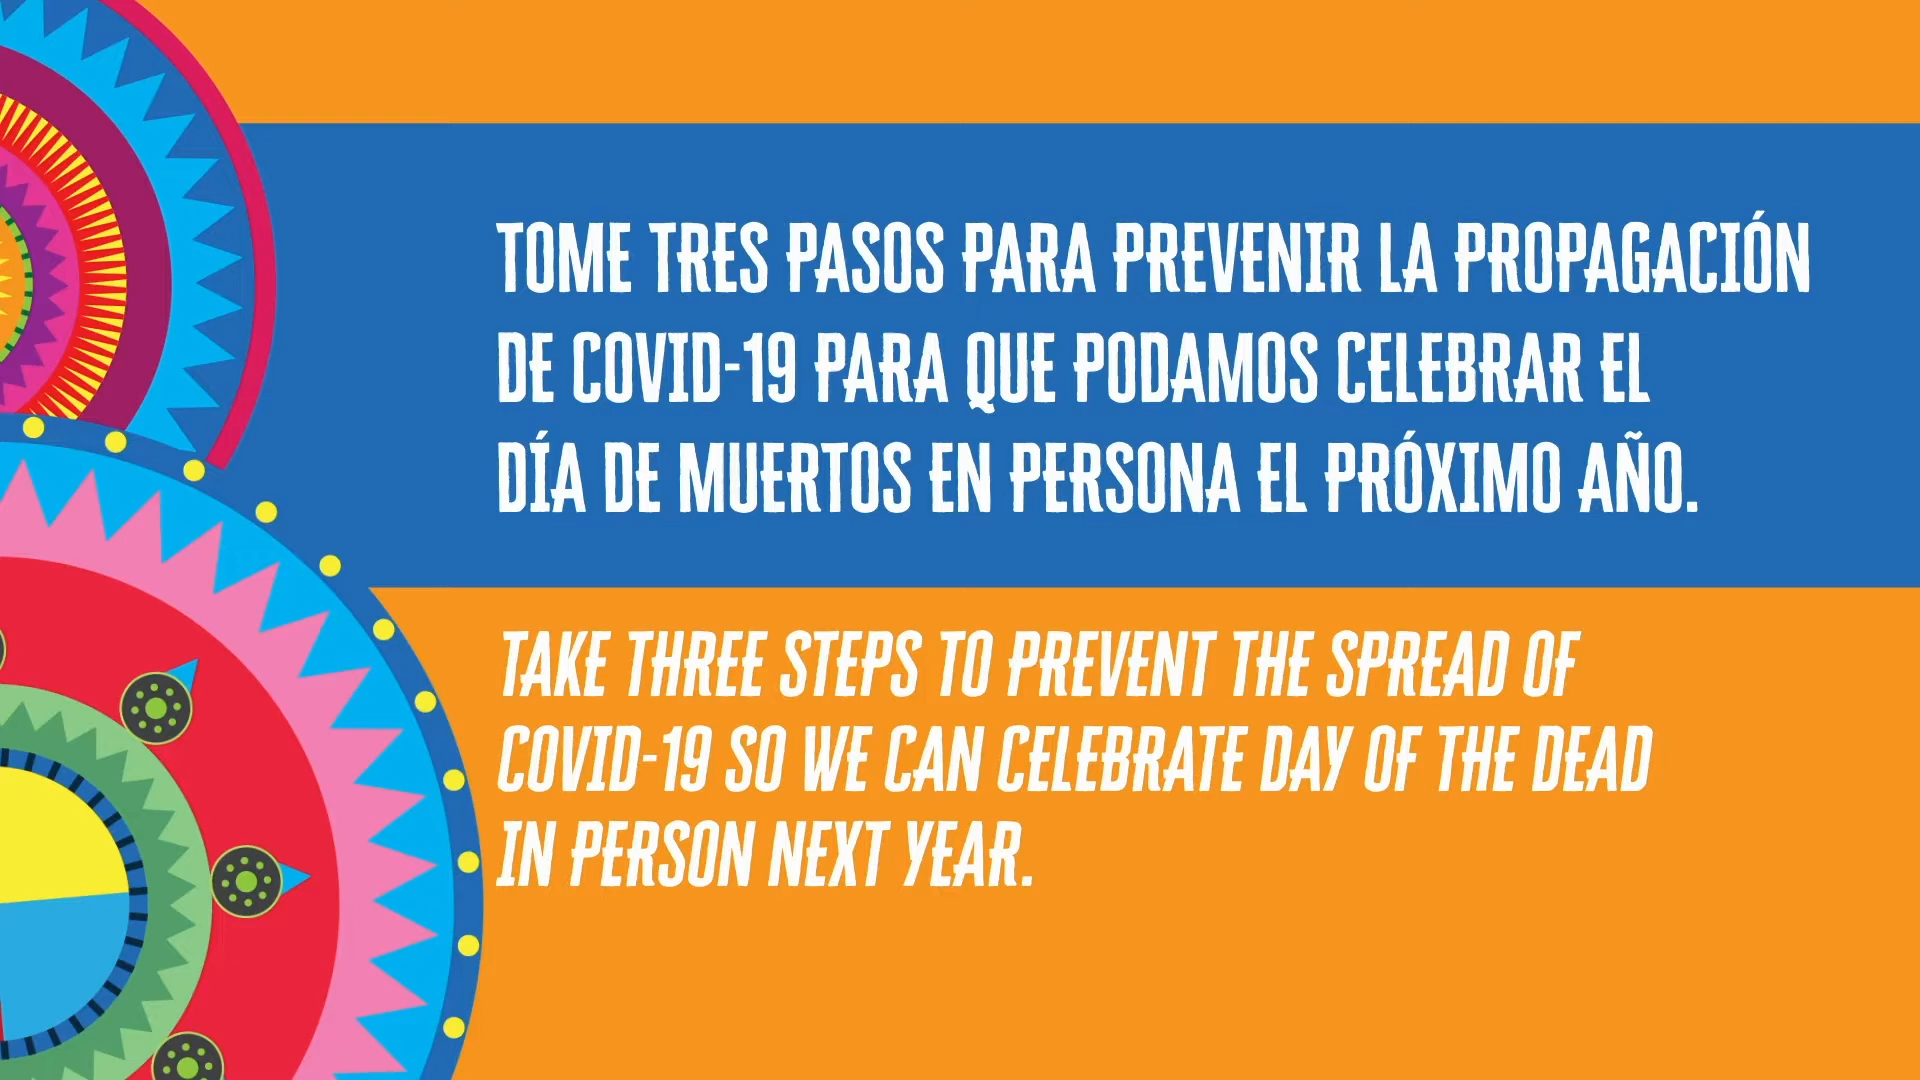 TOME TRES PASOS PARA PREVENIR LA PROPAGACIÓN
DE COVID-19 PARA QUE PODAMOS CELEBRAR EL
DÍA DE MUERTOS EN PERSONA EL PRÓXIMO AÑO.
TAKE THREE STEPS TO PREVENT THE SPREAD OF
COVID-19 SO WE CAN CELEBRATE DAY OF THE DEAD
IN PERSON NEXT YEAR.